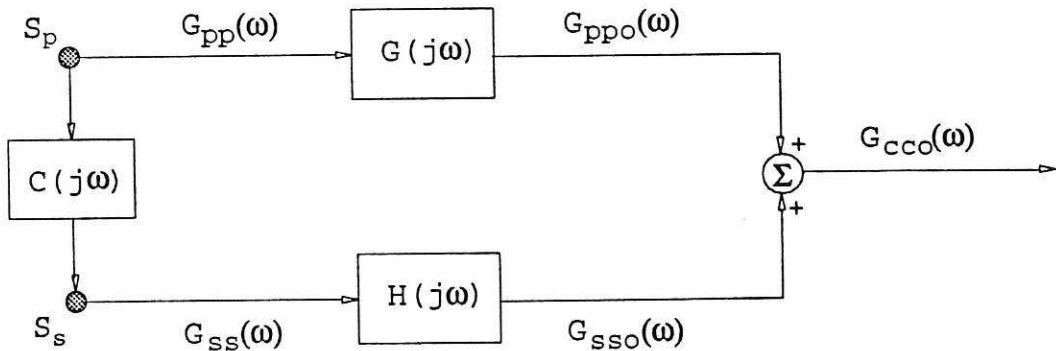 S_p
G_pp(ω)
G(jω)
G_ppo(ω)
C(jω)
+
Σ
+
G_cco(ω)
S_s
G_ss(ω)
H(jω)
G_sso(ω)